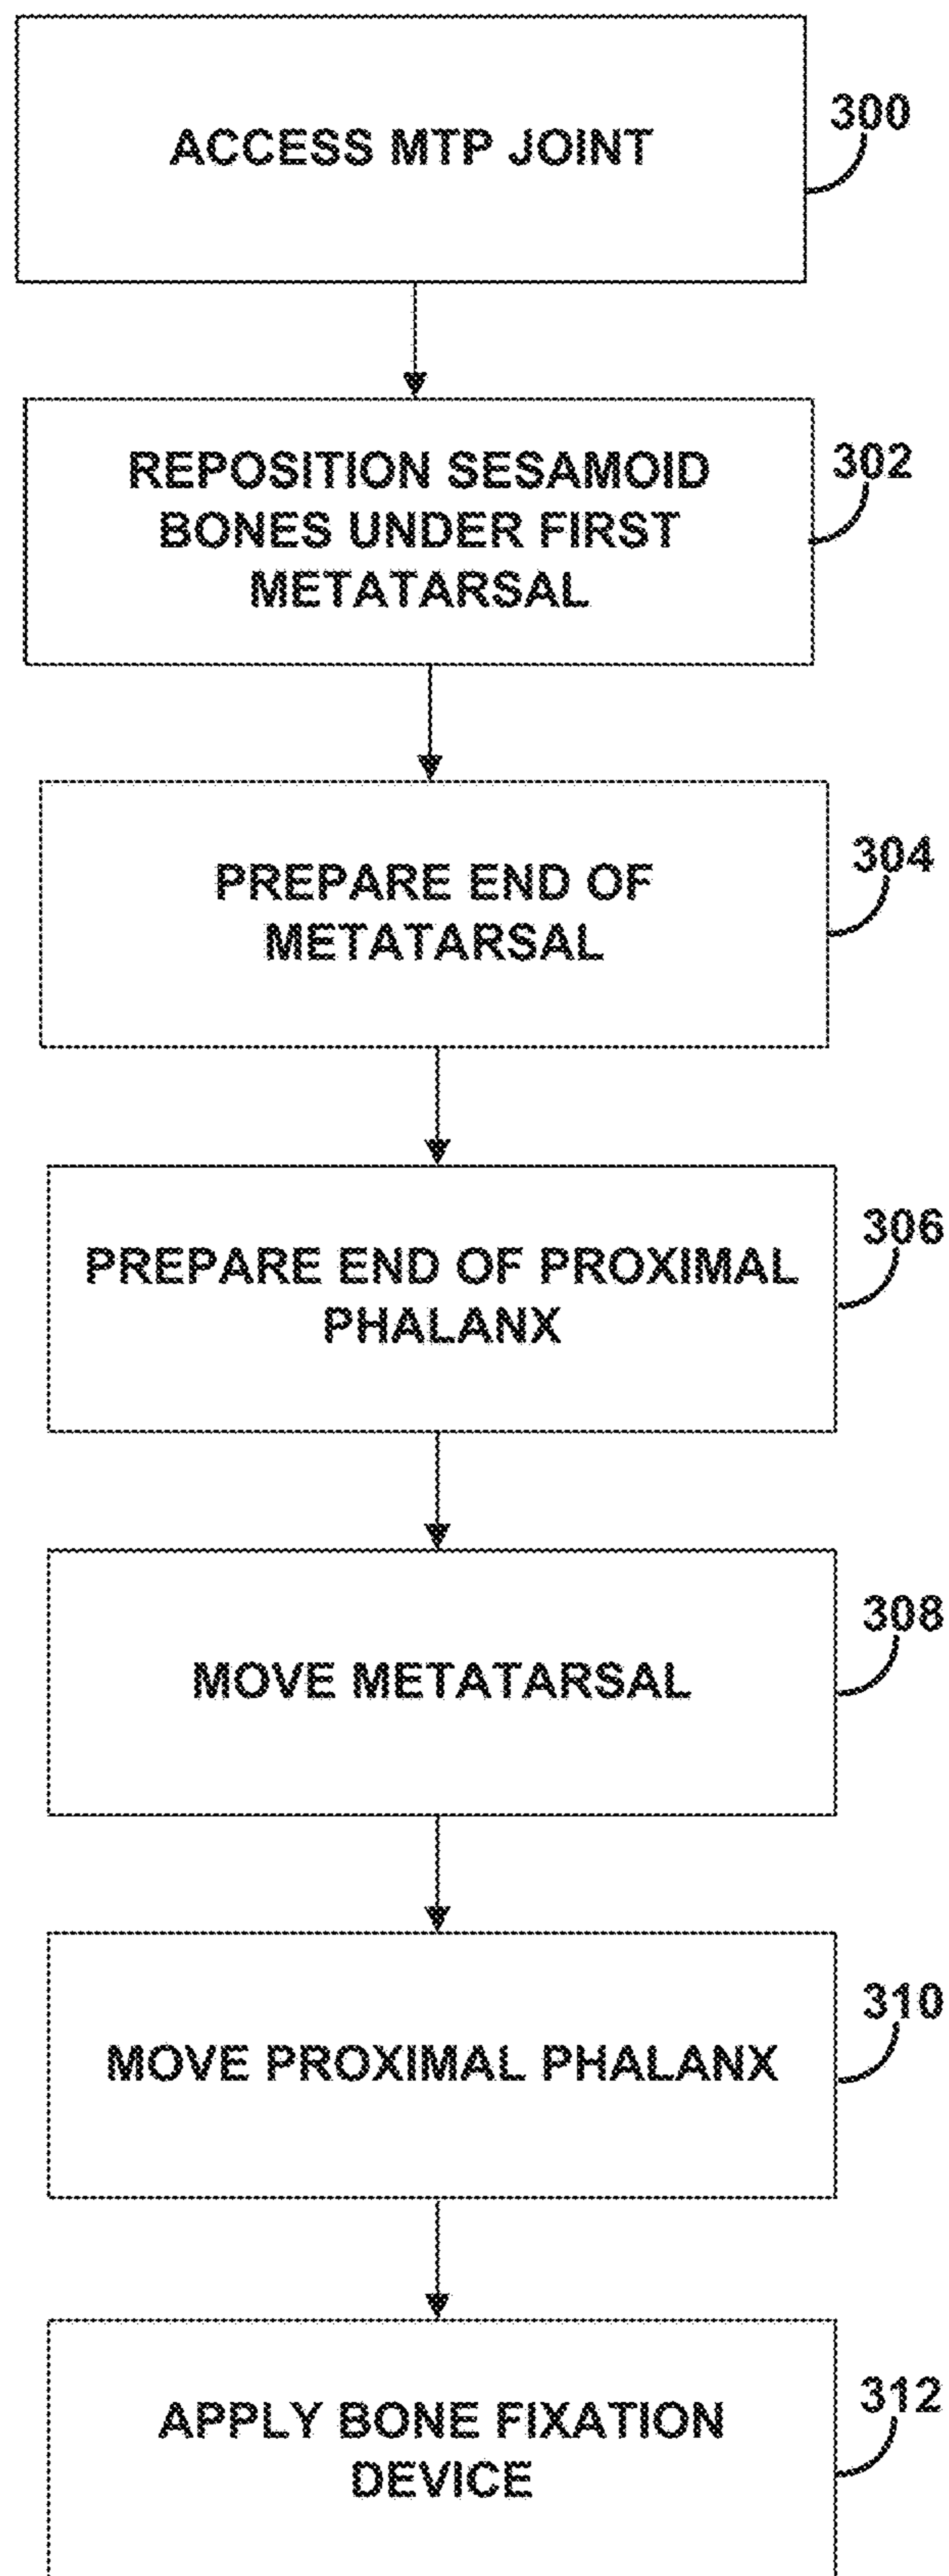 ACCESS MTP JOINT
300
REPOSITION SESAMOID
BONES UNDER FIRST
METATARSAL
302
PREPARE END OF
METATARSAL
304
PREPARE END OF PROXIMAL
PHALANX
306
MOVE METATARSAL
308
MOVE PROXIMAL PHALANX
310
APPLY BONE FIXATION
DEVICE
312